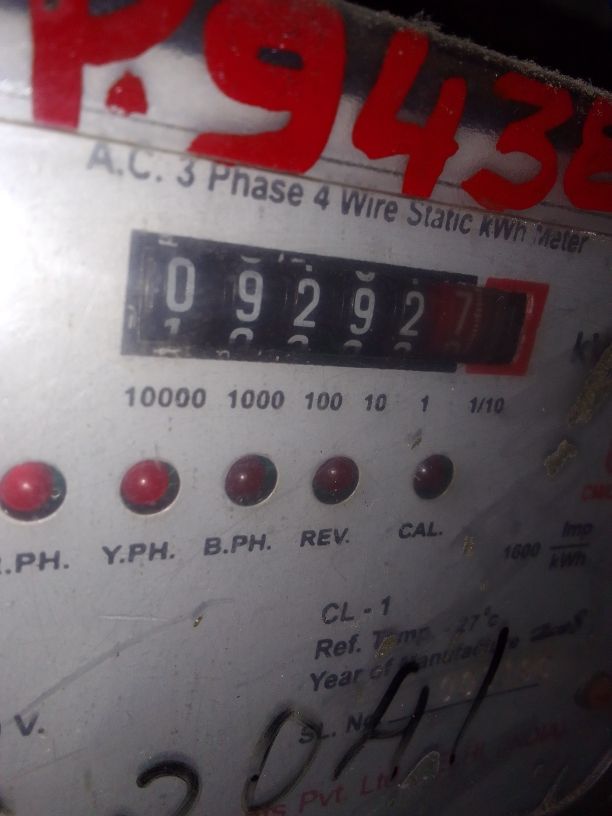 P.943
A.C. 3 Phase 4 Wire Static kWh Meter
0 9 2 9 2 7
10000 1000 100 10 1 1/10
R.PH. Y.PH. B.PH. REV. CAL.
1600 Imp/kWh
CL - 1
Ref. Temp. - 27°c
Year of Manufacture
V.
SL. No
2041
Pvt. Ltd.